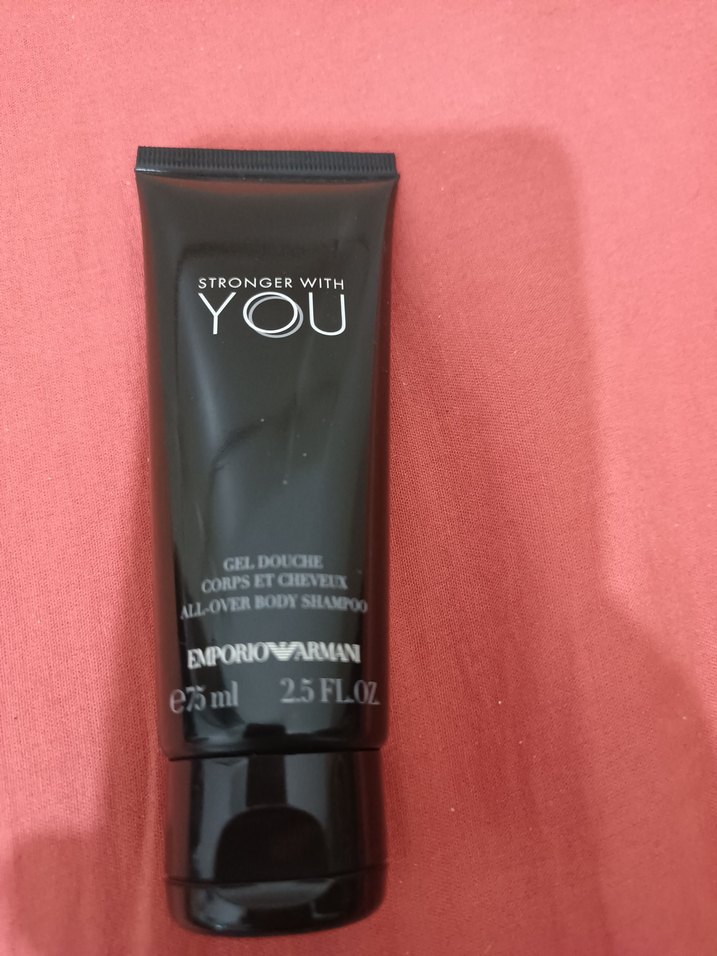 STRONGER WITH
YOU
GEL DOUCHE
CORPS ET CHEVEUX
ALL-OVER BODY SHAMPOO
EMPORIO ARMANI
e75 ml 2.5 FL.OZ.